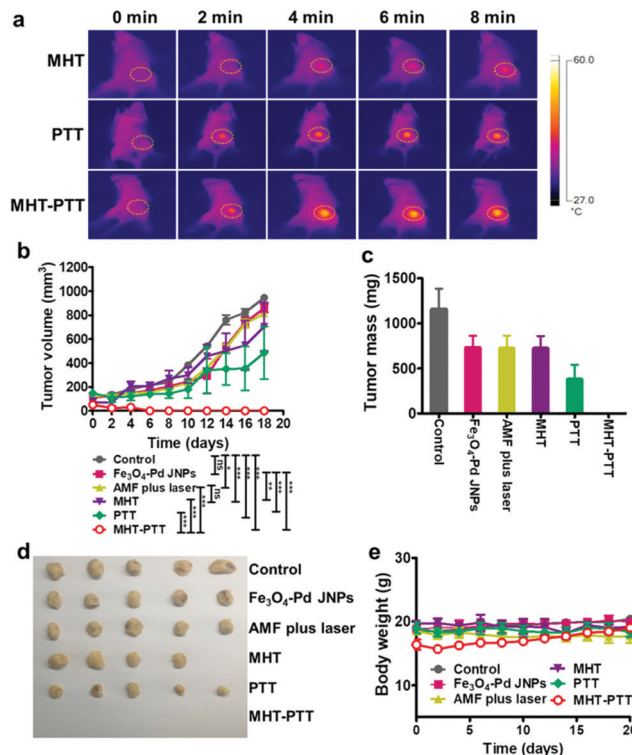 a
0 min 2 min 4 min 6 min 8 min
MHT
PTT
MHT-PTT
60.0
27.0
°C
b
Tumor volume (mm³)
1200
1000
800
600
400
200
0
0 2 4 6 8 10 12 14 16 18 20
Time (days)
Control
Fe₃O₄-Pd JNPs
AMF plus laser
MHT
PTT
MHT-PTT
ns
*
***
***
***
ns
**
**
***
***
***
***
c
Tumor mass (mg)
1500
1000
500
0
Control
Fe₃O₄-Pd JNPs
AMF plus laser
MHT
PTT
MHT-PTT
d
Control
Fe₃O₄-Pd JNPs
AMF plus laser
MHT
PTT
MHT-PTT
e
Body weight (g)
30
20
10
0 5 10 15 20
Time (days)
Control
Fe₃O₄-Pd JNPs
AMF plus laser
MHT
PTT
MHT-PTT